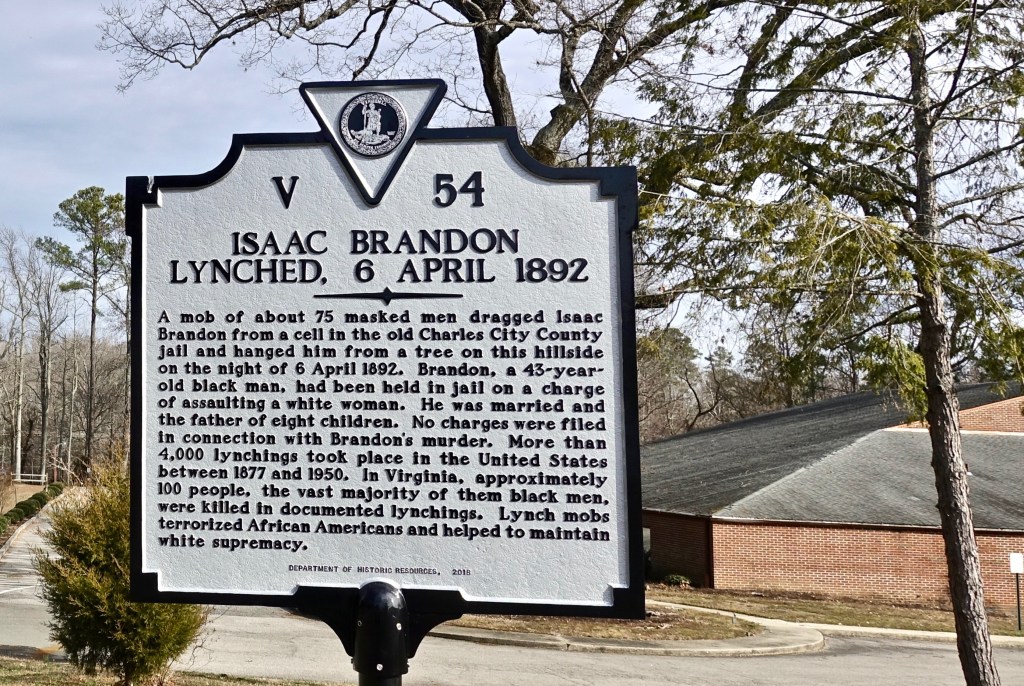 V 54
ISAAC BRANDON
LYNCHED, 6 APRIL 1892
A mob of about 75 masked men dragged Isaac
Brandon from a cell in the old Charles City County
jail and hanged him from a tree on this hillside
on the night of 6 April 1892. Brandon, a 43-year-
old black man, had been held in jail on a charge
of assaulting a white woman. He was married and
the father of eight children. No charges were filed
in connection with Brandon's murder. More than
4,000 lynchings took place in the United States
between 1877 and 1950. In Virginia, approximately
100 people, the vast majority of them black men,
were killed in documented lynchings. Lynch mobs
terrorized African Americans and helped to maintain
white supremacy.
DEPARTMENT OF HISTORIC RESOURCES, 2018